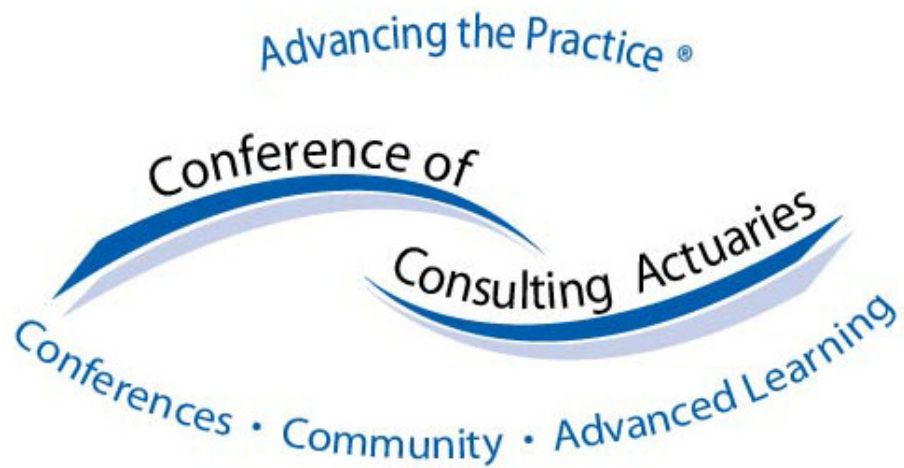 Advancing the Practice ®
Conference of
Consulting Actuaries
Conferences · Community · Advanced Learning